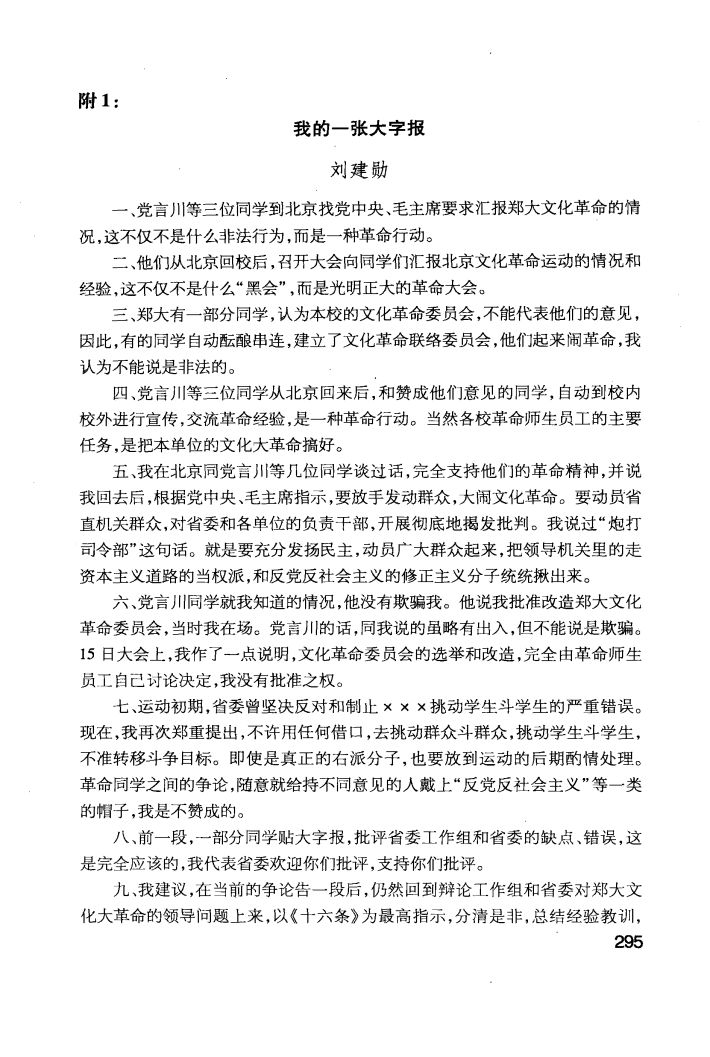 附1：
我的一张大字报
刘建勋
一、党言川等三位同学到北京找党中央、毛主席要求汇报郑大文化革命的情
况，这不仅不是什么非法行为，而是一种革命行动。
二、他们从北京回校后，召开大会向同学们汇报北京文化革命运动的情况和
经验，这不仅不是什么“黑会”，而是光明正大的革命大会。
三、郑大有一部分同学，认为本校的文化革命委员会，不能代表他们的意见，
因此，有的同学自动酝酿串连，建立了文化革命联络委员会，他们起来闹革命，我
认为不能说是非法的。
四、党言川等三位同学从北京回来后，和赞成他们意见的同学，自动到校内
校外进行宣传，交流革命经验，是一种革命行动。当然各校革命师生员工的主要
任务，是把本单位的文化大革命搞好。
五、我在北京同党言川等几位同学谈过话，完全支持他们的革命精神，并说
我回去后，根据党中央、毛主席指示，要放手发动群众，大闹文化革命。要动员省
直机关群众，对省委和各单位的负责干部，开展彻底地揭发批判。我说过“炮打
司令部”这句话。就是要充分发扬民主，动员广大群众起来，把领导机关里的走
资本主义道路的当权派，和反党反社会主义的修正主义分子统统揪出来。
六、党言川同学就我知道的情况，他没有欺骗我。他说我批准改造郑大文化
革命委员会，当时我在场。党言川的话，同我说的虽略有出入，但不能说是欺骗。
15日大会上，我作了一点说明，文化革命委员会的选举和改造，完全由革命师生
员工自己讨论决定，我没有批准之权。
七、运动初期，省委曾坚决反对和制止×××挑动学生斗学生的严重错误。
现在，我再次郑重提出，不许用任何借口，去挑动群众斗群众，挑动学生斗学生，
不准转移斗争目标。即使是真正的右派分子，也要放到运动的后期酌情处理。
革命同学之间的争论，随意就给持不同意见的人戴上“反党反社会主义”等一类
的帽子，我是不赞成的。
八、前一段，一部分同学贴大字报，批评省委工作组和省委的缺点、错误，这
是完全应该的，我代表省委欢迎你们批评，支持你们批评。
九、我建议，在当前的争论告一段后，仍然回到辩论工作组和省委对郑大文
化大革命的领导问题上来，以《十六条》为最高指示，分清是非，总结经验教训，
295